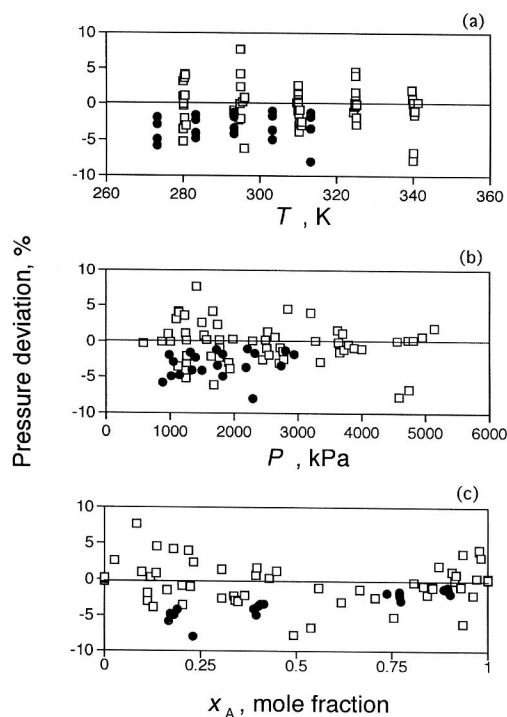 (a)
10
5
0
-5
-10
260 280 300 320 340 360
T , K
Pressure deviation, %
(b)
10
5
0
-5
-10
0 1000 2000 3000 4000 5000 6000
P , kPa
(c)
10
5
0
-5
-10
0 0.25 0.5 0.75 1
xA, mole fraction